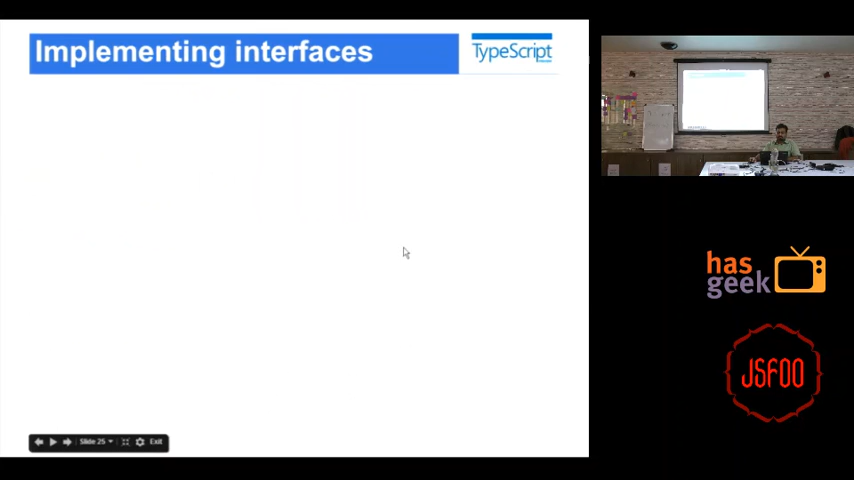 Implementing interfaces
TypeScript
Slide 25
Exit
has
geek
JSFOO